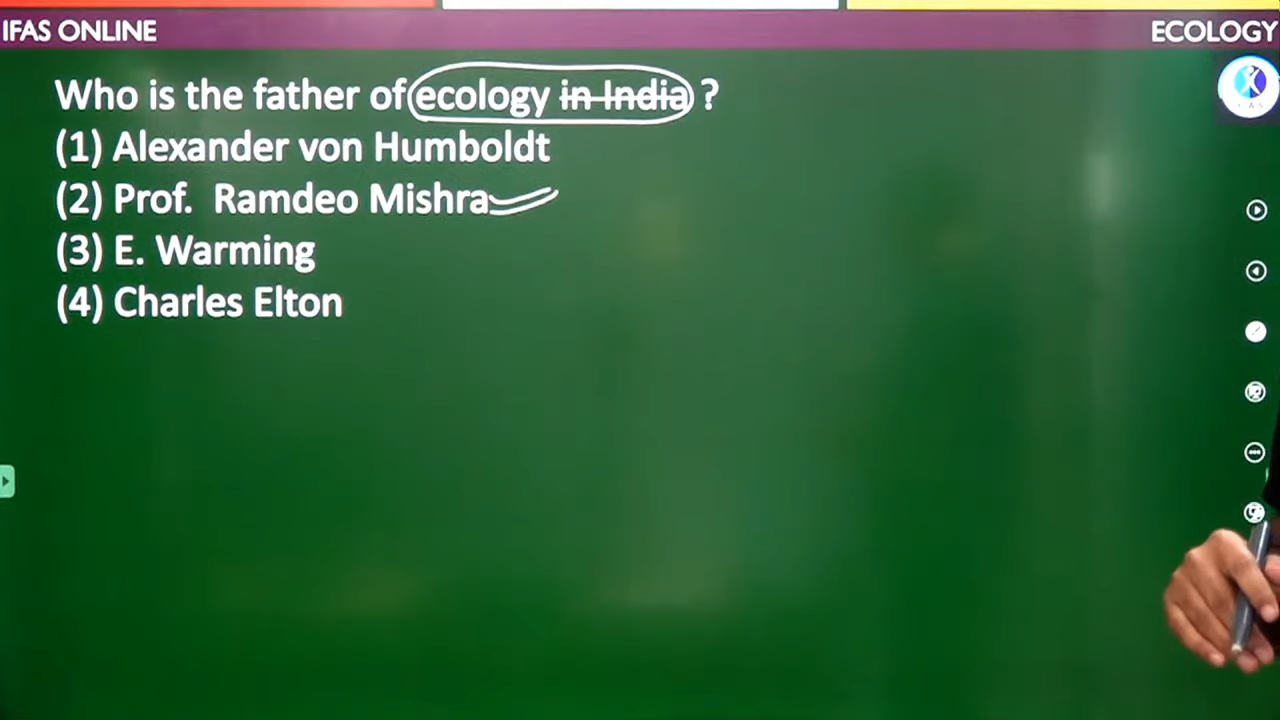 IFAS ONLINE
ECOLOGY
Who is the father of ecology in India ?
(1) Alexander von Humboldt
(2) Prof. Ramdeo Mishra
(3) E. Warming
(4) Charles Elton